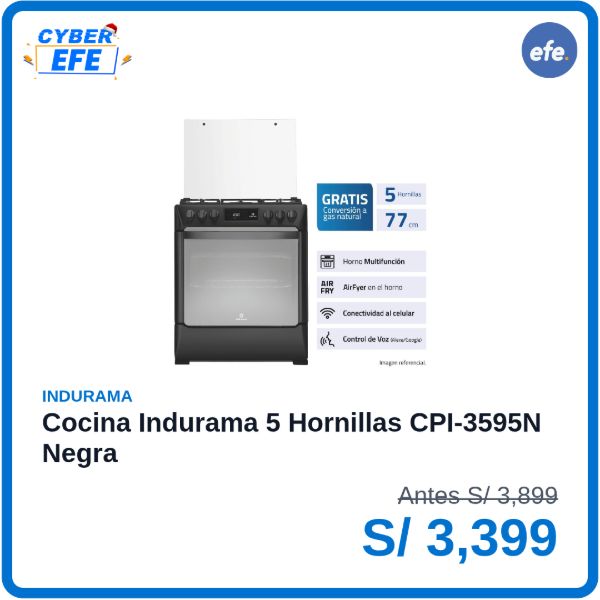 CYBER
EFE
efe.
GRATIS
Conversión a
gas natural
5 Hornillas
77 cm
Horno Multifunción
AIR
FRY
AirFyer en el horno
Conectividad al celular
Control de Voz (Alexa/Google)
Imagen referencial.
INDURAMA
Cocina Indurama 5 Hornillas CPI-3595N
Negra
Antes S/ 3,899
S/ 3,399